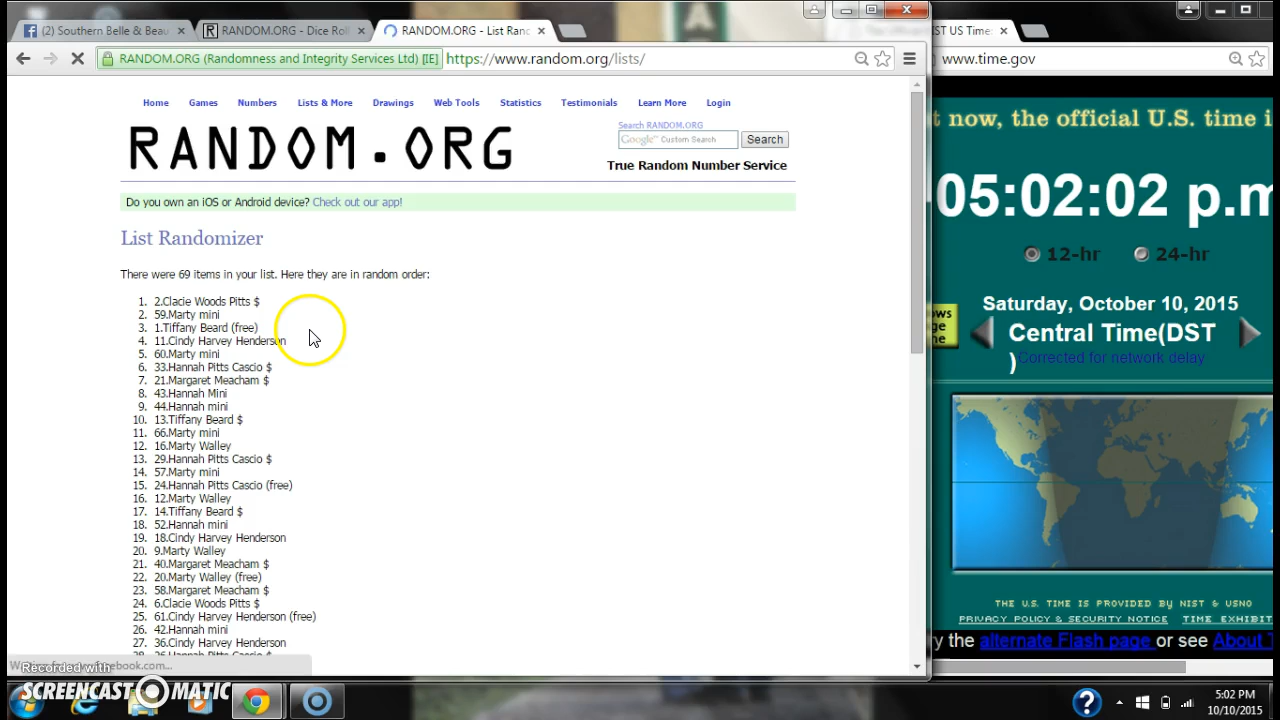 (2) Southern Belle & Beau
RANDOM.ORG - Dice Roll
RANDOM.ORG - List Ran
IST US Time
RANDOM.ORG (Randomness and Integrity Services Ltd) [IE]
https://www.random.org/lists/
www.time.gov
Home Games Numbers Lists & More Drawings Web Tools Statistics Testimonials Learn More Login
RANDOM.ORG
Search RANDOM.ORG
Google™ Custom Search
Search
True Random Number Service
Do you own an iOS or Android device? Check out our app!
List Randomizer
There were 69 items in your list. Here they are in random order:
1. 2.Clacie Woods Pitts $
2. 59.Marty mini
3. 1.Tiffany Beard (free)
4. 11.Cindy Harvey Henderson
5. 60.Marty mini
6. 33.Hannah Pitts Cascio $
7. 21.Margaret Meacham $
8. 43.Hannah Mini
9. 44.Hannah mini
10. 13.Tiffany Beard $
11. 66.Marty mini
12. 16.Marty Walley
13. 29.Hannah Pitts Cascio $
14. 57.Marty mini
15. 24.Hannah Pitts Cascio (free)
16. 12.Marty Walley
17. 14.Tiffany Beard $
18. 52.Hannah mini
19. 18.Cindy Harvey Henderson
20. 9.Marty Walley
21. 40.Margaret Meacham $
22. 20.Marty Walley (free)
23. 58.Margaret Meacham $
24. 6.Clacie Woods Pitts $
25. 61.Cindy Harvey Henderson (free)
26. 42.Hannah mini
27. 36.Cindy Harvey Henderson
t now, the official U.S. time i
05:02:02 p.m
12-hr 24-hr
Saturday, October 10, 2015
Central Time(DST
)
Corrected for network delay
THE U.S. TIME IS PROVIDED BY NIST & USNO
PRIVACY POLICY & SECURITY NOTICE TIME EXHIBIT
ry the alternate Flash page or see About T
Recorded with
SCREENCAST MATIC
5:02 PM
10/10/2015